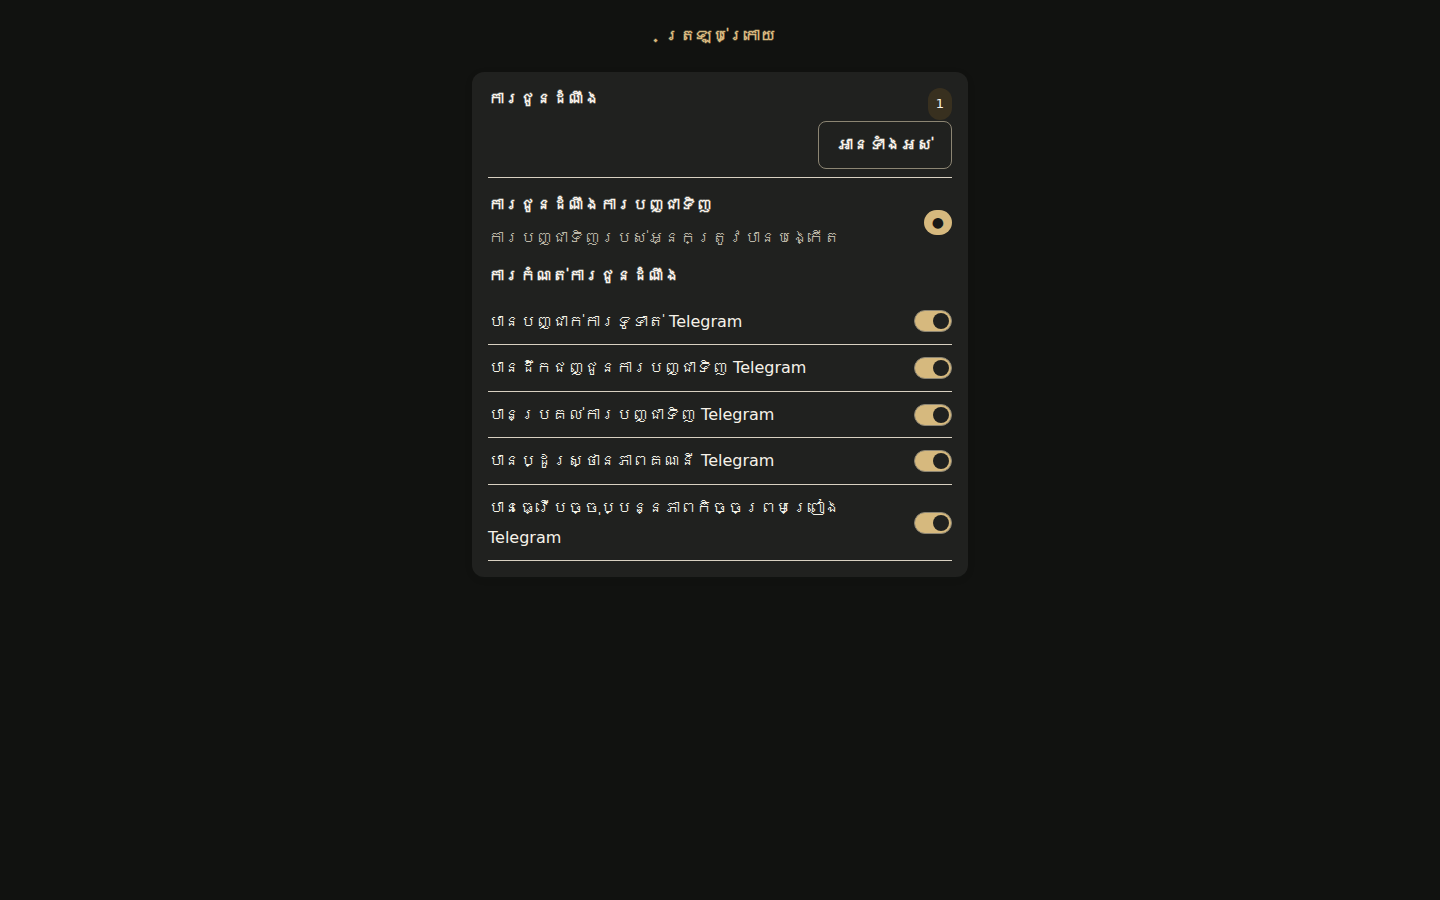 ត្រឡប់ក្រោយ
ការជូនដំណឹង
1
អានទាំងអស់
ការជូនដំណឹងការបញ្ជាទិញ
ការបញ្ជាទិញរបស់អ្នកត្រូវបានបង្កើត
ការកំណត់ការជូនដំណឹង
បានបញ្ជាក់ការទូទាត់ Telegram
បានដឹកជញ្ជូនការបញ្ជាទិញ Telegram
បានប្រគល់ការបញ្ជាទិញ Telegram
បានប្ដូរស្ថានភាពគណនី Telegram
បានធ្វើបច្ចុប្បន្នភាពកិច្ចព្រមព្រៀង
Telegram